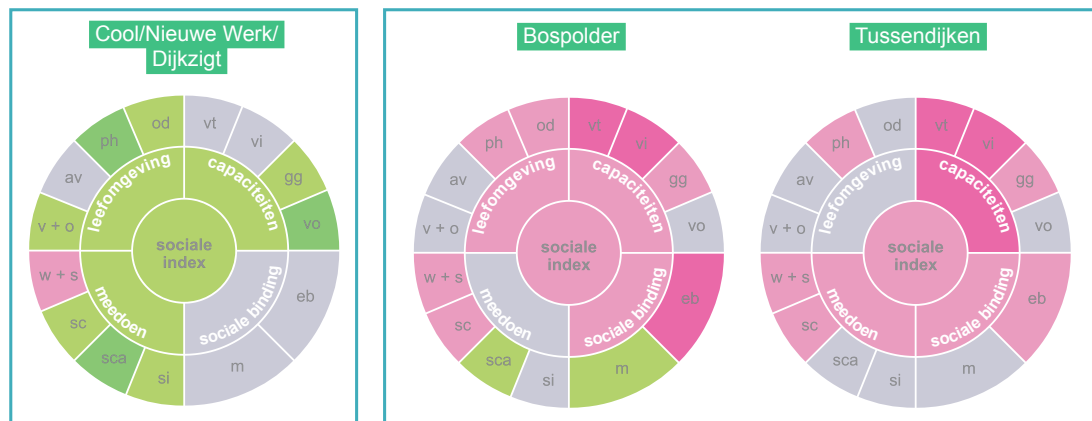 Cool/Nieuwe Werk/
Dijkzigt
od
vt
vi
gg
vo
eb
m
si
sca
sc
w + s
v + o
av
ph
leefomgeving
capaciteiten
sociale binding
meedoen
sociale
index
Bospolder
od
vt
vi
gg
vo
eb
m
si
sca
sc
w + s
v + o
av
ph
leefomgeving
capaciteiten
sociale binding
meedoen
sociale
index
Tussendijken
od
vt
vi
gg
vo
eb
m
si
sca
sc
w + s
v + o
av
ph
leefomgeving
capaciteiten
sociale binding
meedoen
sociale
index